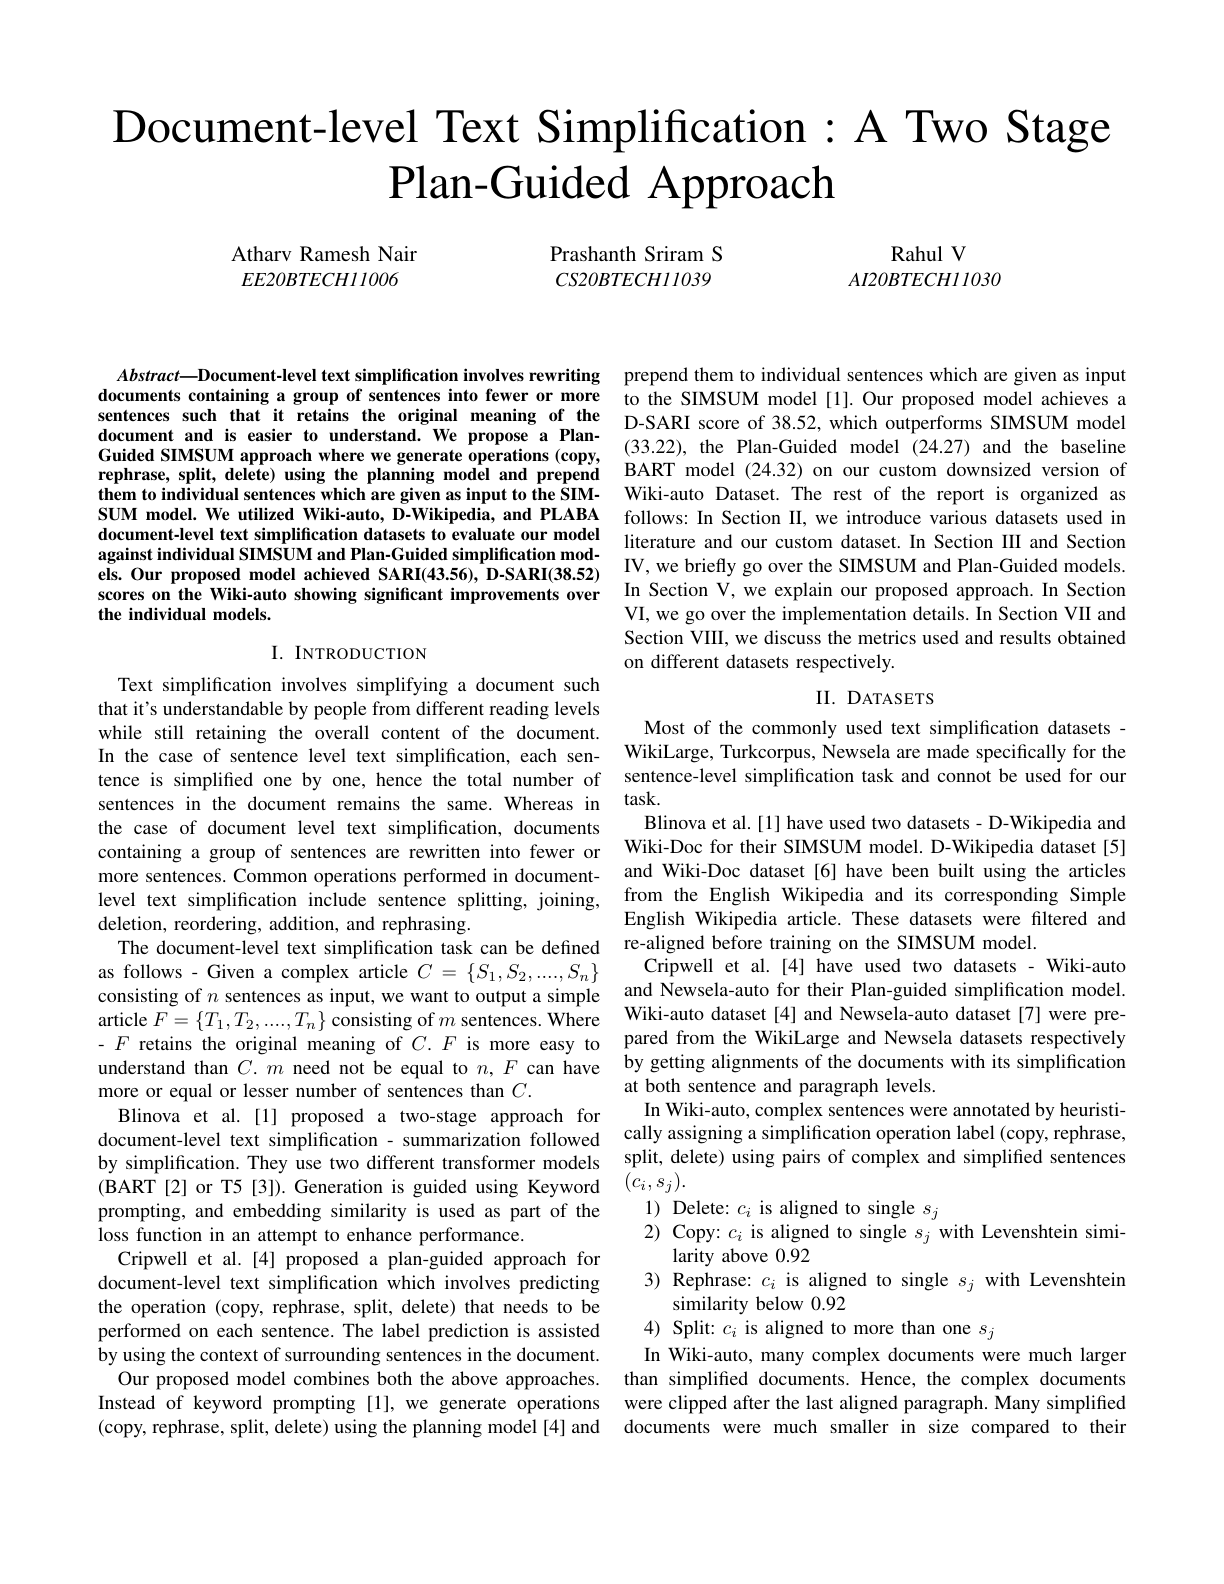 Document-level Text Simplification : A Two Stage
Plan-Guided Approach
Atharv Ramesh Nair
EE20BTECH11006
Prashanth Sriram S
CS20BTECH11039
Rahul V
AI20BTECH11030
Abstract—Document-level text simplification involves rewriting
documents containing a group of sentences into fewer or more
sentences such that it retains the original meaning of the
document and is easier to understand. We propose a Plan-
Guided SIMSUM approach where we generate operations (copy,
rephrase, split, delete) using the planning model and prepend
them to individual sentences which are given as input to the SIM-
SUM model. We utilized Wiki-auto, D-Wikipedia, and PLABA
document-level text simplification datasets to evaluate our model
against individual SIMSUM and Plan-Guided simplification mod-
els. Our proposed model achieved SARI(43.56), D-SARI(38.52)
scores on the Wiki-auto showing significant improvements over
the individual models.
I. INTRODUCTION
Text simplification involves simplifying a document such
that it's understandable by people from different reading levels
while still retaining the overall content of the document.
In the case of sentence level text simplification, each sen-
tence is simplified one by one, hence the total number of
sentences in the document remains the same. Whereas in
the case of document level text simplification, documents
containing a group of sentences are rewritten into fewer or
more sentences. Common operations performed in document-
level text simplification include sentence splitting, joining,
deletion, reordering, addition, and rephrasing.
The document-level text simplification task can be defined
as follows - Given a complex article C = {S1, S2, ...., Sn}
consisting of n sentences as input, we want to output a simple
article F = {T1, T2, ...., Tn} consisting of m sentences. Where
- F retains the original meaning of C. F is more easy to
understand than C. m need not be equal to n, F can have
more or equal or lesser number of sentences than C.
Blinova et al. [1] proposed a two-stage approach for
document-level text simplification - summarization followed
by simplification. They use two different transformer models
(BART [2] or T5 [3]). Generation is guided using Keyword
prompting, and embedding similarity is used as part of the
loss function in an attempt to enhance performance.
Cripwell et al. [4] proposed a plan-guided approach for
document-level text simplification which involves predicting
the operation (copy, rephrase, split, delete) that needs to be
performed on each sentence. The label prediction is assisted
by using the context of surrounding sentences in the document.
Our proposed model combines both the above approaches.
Instead of keyword prompting [1], we generate operations
(copy, rephrase, split, delete) using the planning model [4] and
prepend them to individual sentences which are given as input
to the SIMSUM model [1]. Our proposed model achieves a
D-SARI score of 38.52, which outperforms SIMSUM model
(33.22), the Plan-Guided model (24.27) and the baseline
BART model (24.32) on our custom downsized version of
Wiki-auto Dataset. The rest of the report is organized as
follows: In Section II, we introduce various datasets used in
literature and our custom dataset. In Section III and Section
IV, we briefly go over the SIMSUM and Plan-Guided models.
In Section V, we explain our proposed approach. In Section
VI, we go over the implementation details. In Section VII and
Section VIII, we discuss the metrics used and results obtained
on different datasets respectively.
II. DATASETS
Most of the commonly used text simplification datasets -
WikiLarge, Turkcorpus, Newsela are made specifically for the
sentence-level simplification task and connot be used for our
task.
Blinova et al. [1] have used two datasets - D-Wikipedia and
Wiki-Doc for their SIMSUM model. D-Wikipedia dataset [5]
and Wiki-Doc dataset [6] have been built using the articles
from the English Wikipedia and its corresponding Simple
English Wikipedia article. These datasets were filtered and
re-aligned before training on the SIMSUM model.
Cripwell et al. [4] have used two datasets - Wiki-auto
and Newsela-auto for their Plan-guided simplification model.
Wiki-auto dataset [4] and Newsela-auto dataset [7] were pre-
pared from the WikiLarge and Newsela datasets respectively
by getting alignments of the documents with its simplification
at both sentence and paragraph levels.
In Wiki-auto, complex sentences were annotated by heuristi-
cally assigning a simplification operation label (copy, rephrase,
split, delete) using pairs of complex and simplified sentences
(ci, sj).
1) Delete: ci is aligned to single sj
2) Copy: ci is aligned to single sj with Levenshtein simi-
larity above 0.92
3) Rephrase: ci is aligned to single sj with Levenshtein
similarity below 0.92
4) Split: ci is aligned to more than one sj
In Wiki-auto, many complex documents were much larger
than simplified documents. Hence, the complex documents
were clipped after the last aligned paragraph. Many simplified
documents were much smaller in size compared to their